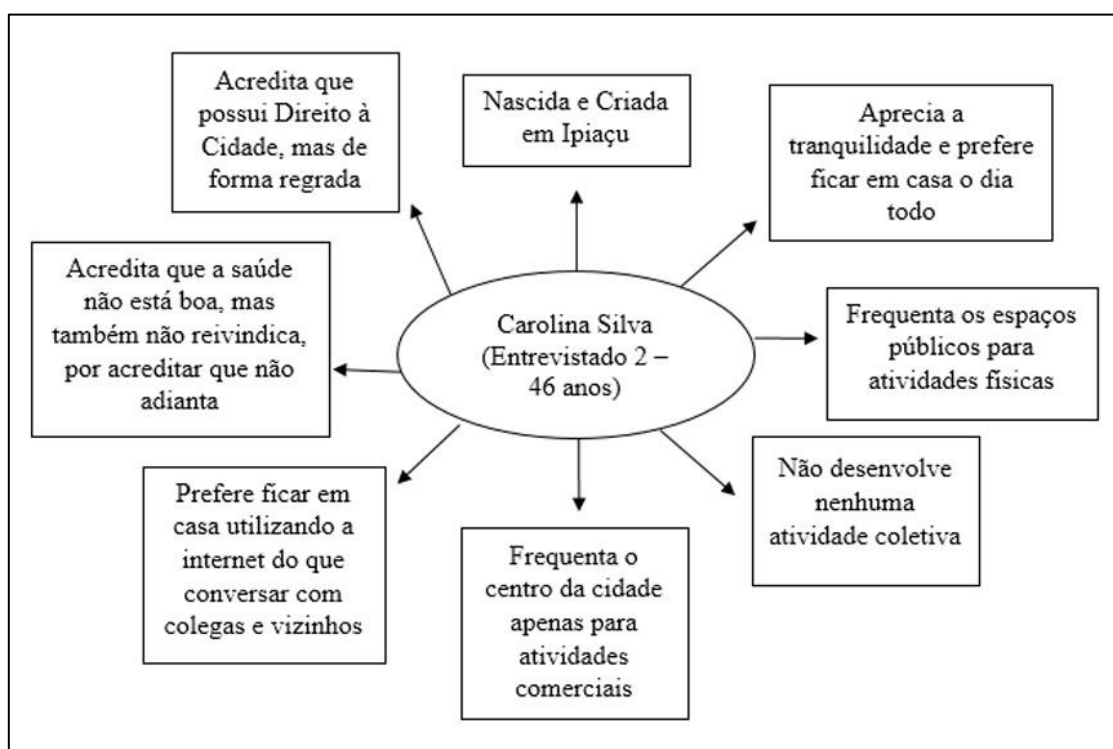 Acredita que
possui Direito à
Cidade, mas de
forma regrada
Nascida e Criada
em Ipiaçu
Aprecia a
tranquilidade e prefere
ficar em casa o dia
todo
Acredita que a saúde
não está boa, mas
também não reivindica,
por acreditar que não
adianta
Carolina Silva
(Entrevistado 2 –
46 anos)
Frequenta os espaços
públicos para
atividades físicas
Prefere ficar em
casa utilizando a
internet do que
conversar com
colegas e vizinhos
Frequenta o
centro da cidade
apenas para
atividades
comerciais
Não desenvolve
nenhuma
atividade coletiva